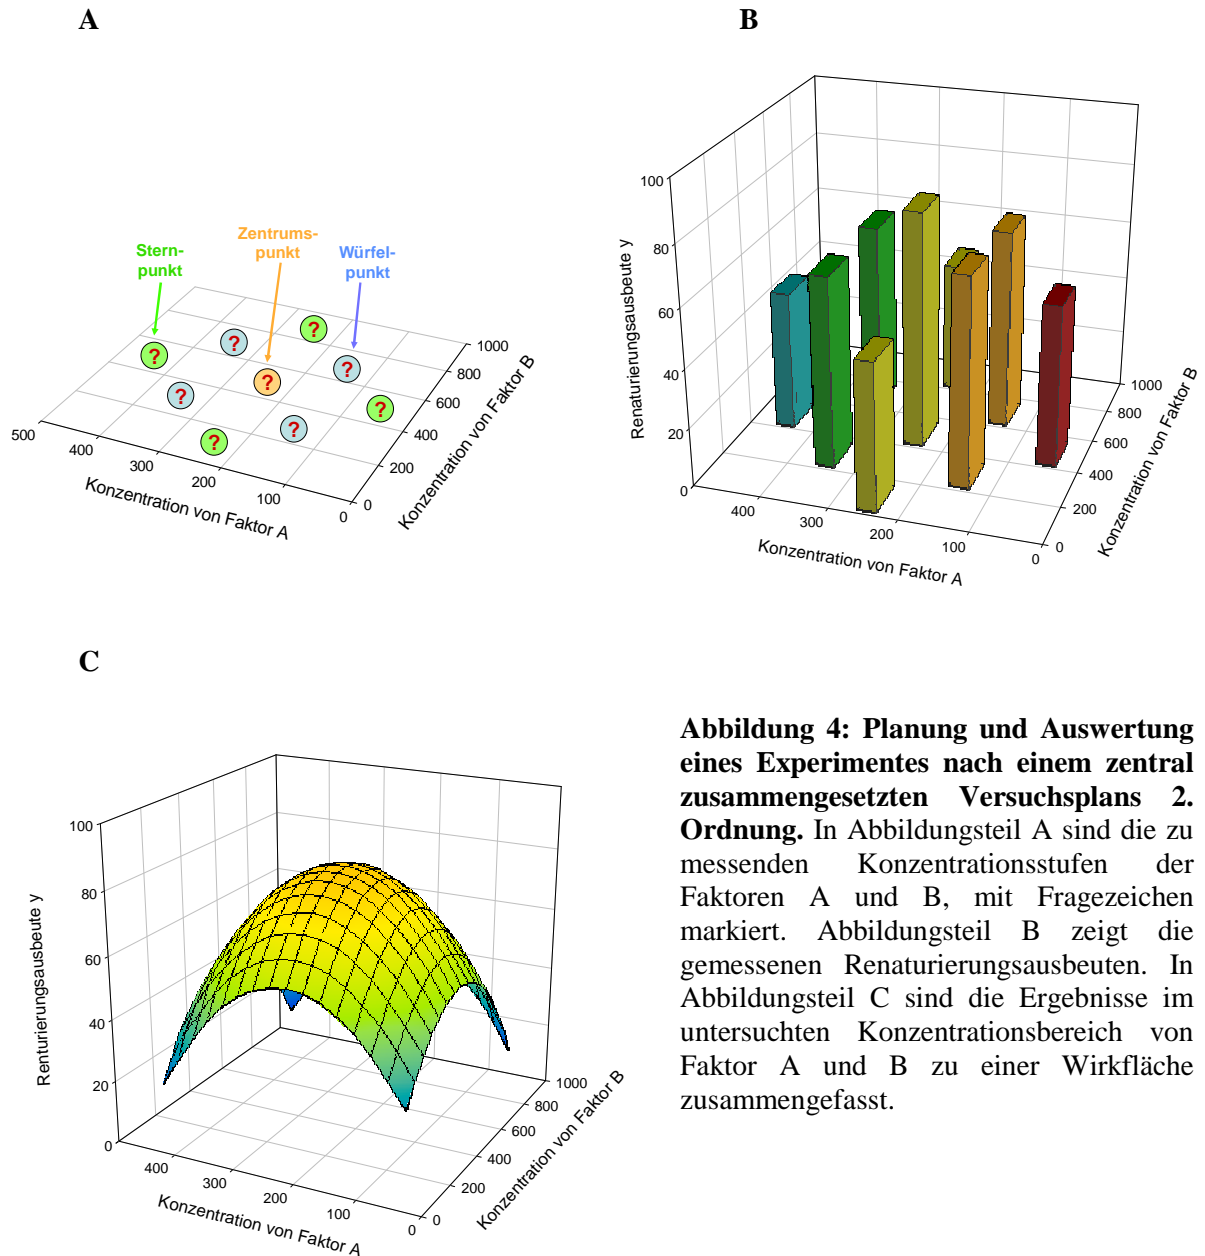 A
Stern-
punkt
Zentrums-
punkt
Würfel-
punkt
?
?
?
?
?
?
?
?
?
500
400
300
200
100
0
Konzentration von Faktor A
0
200
400
600
800
1000
Konzentration von Faktor B
B
100
80
60
40
20
0
Renaturierungsausbeute y
400
300
200
100
0
Konzentration von Faktor A
0
200
400
600
800
1000
Konzentration von Faktor B
C
100
80
60
40
20
0
Renturierungsausbeute y
400
300
200
100
0
Konzentration von Faktor A
0
200
400
600
800
1000
Konzentration von Faktor B
Abbildung 4: Planung und Auswertung
eines Experimentes nach einem zentral
zusammengesetzten Versuchsplans 2.
Ordnung. In Abbildungsteil A sind die zu
messenden Konzentrationsstufen der
Faktoren A und B, mit Fragezeichen
markiert. Abbildungsteil B zeigt die
gemessenen Renaturierungsausbeuten. In
Abbildungsteil C sind die Ergebnisse im
untersuchten Konzentrationsbereich von
Faktor A und B zu einer Wirkfläche
zusammengefasst.